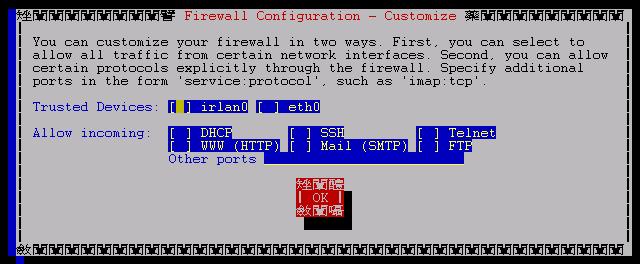 Firewall Configuration - Customize
You can customize your firewall in two ways. First, you can select to
allow all traffic from certain network interfaces. Second, you can allow
certain protocols explicitly through the firewall. Specify additional
ports in the form 'service:protocol', such as 'imap:tcp'.
Trusted Devices: [ ] irlan0 [ ] eth0
Allow incoming: [ ] DHCP [ ] SSH [ ] Telnet
[ ] WWW (HTTP) [ ] Mail (SMTP) [ ] FTP
Other ports
OK